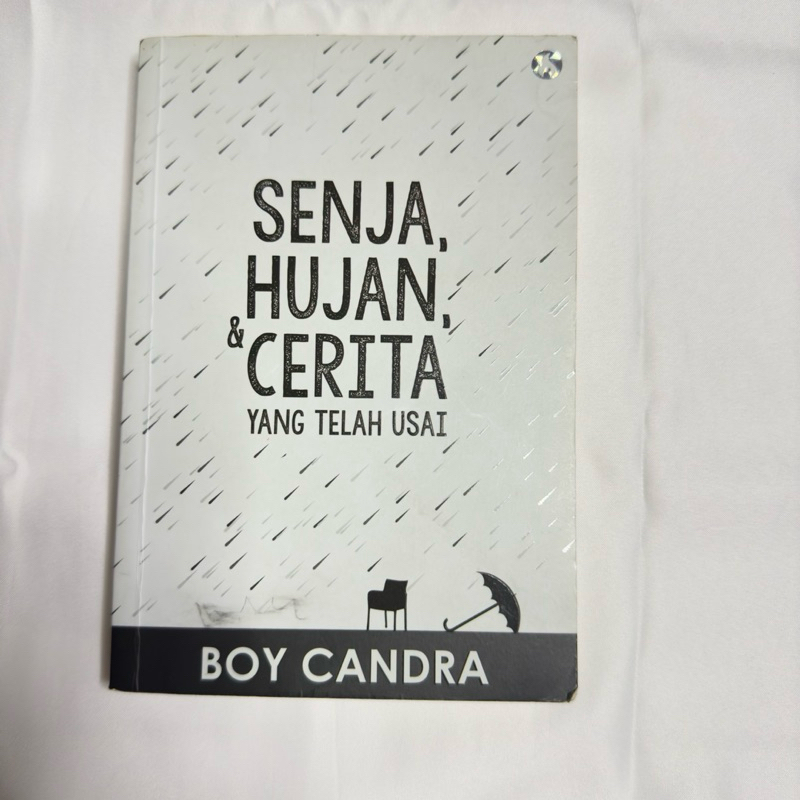 SENJA,
HUJAN,
& CERITA
YANG TELAH USAI
BOY CANDRA